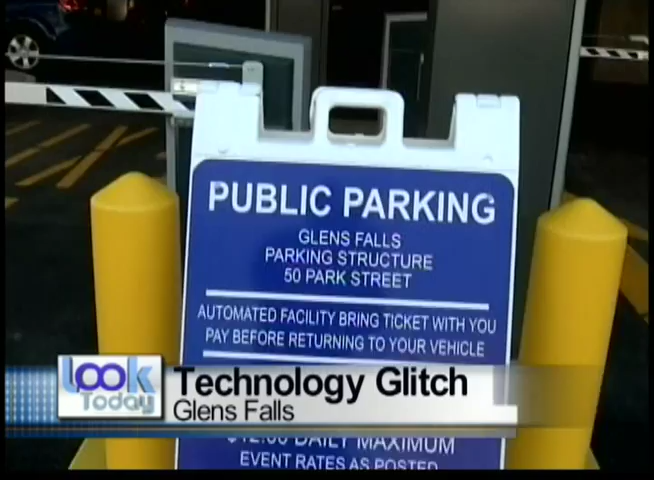 PUBLIC PARKING
GLENS FALLS
PARKING STRUCTURE
50 PARK STREET
AUTOMATED FACILITY BRING TICKET WITH YOU
PAY BEFORE RETURNING TO YOUR VEHICLE
look Today
Technology Glitch
Glens Falls
DAILY MAXIMUM
EVENT RATES AS POSTED